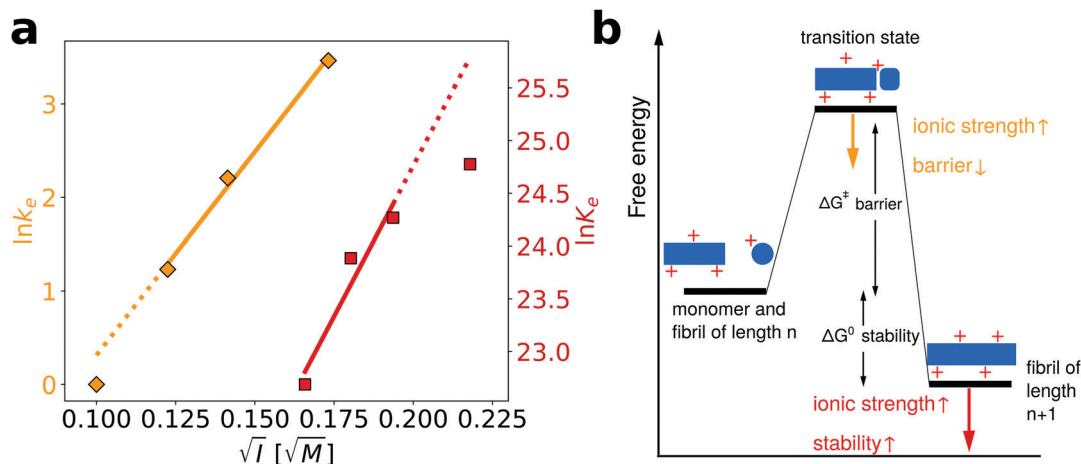 a
lnk_e
3
2
1
0
25.5
25.0
24.5
24.0
23.5
23.0
lnK_e
0.100 0.125 0.150 0.175 0.200 0.225
√I [√M]
b
Free energy
transition state
ionic strength↑
barrier↓
ΔG‡ barrier
monomer and
fibril of length n
ΔG⁰ stability
fibril of
length
n+1
ionic strength↑
stability↑